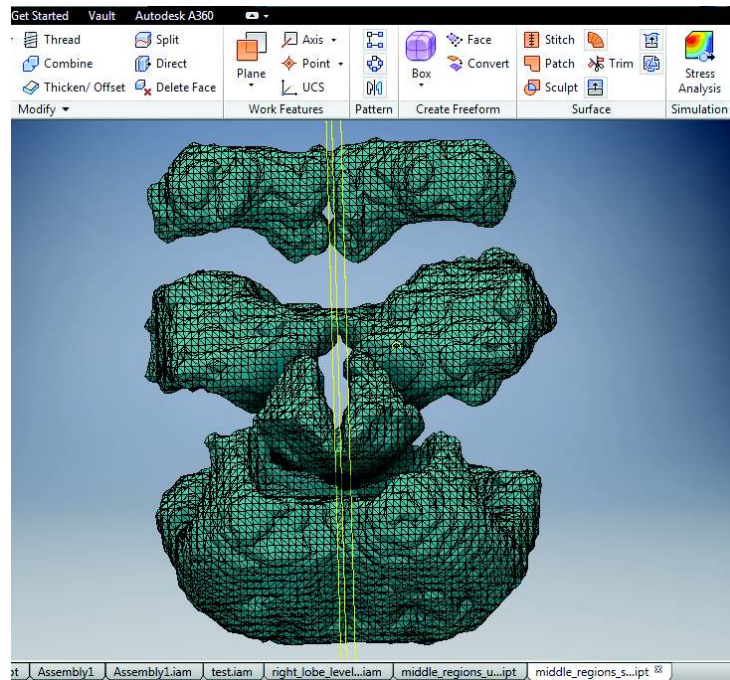 Get Started Vault Autodesk A360
Thread Split Axis Face Stitch
Combine Direct Point Convert Patch Trim
Thicken/ Offset Delete Face Plane UCS Box Sculpt Stress Analysis
Modify Work Features Pattern Create Freeform Surface Simulation
pt Assembly1 Assembly1.iam test.iam right_lobe_level...iam middle_regions_u...ipt middle_regions_s...ipt